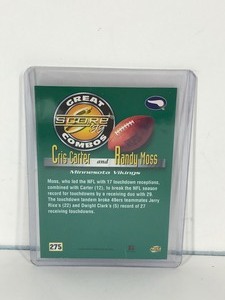 GREAT
SCORE
COMBOS
Cris Carter and Randy Moss
Minnesota Vikings
Moss, who led the NFL with 17 touchdown receptions,
combined with Carter (12), to break the NFL season
record for touchdowns by a receiving duo with 29.
The touchdown tandem broke 49ers teammates Jerry
Rice's (22) and Dwight Clark's (5) record of 27
receiving touchdowns.
275